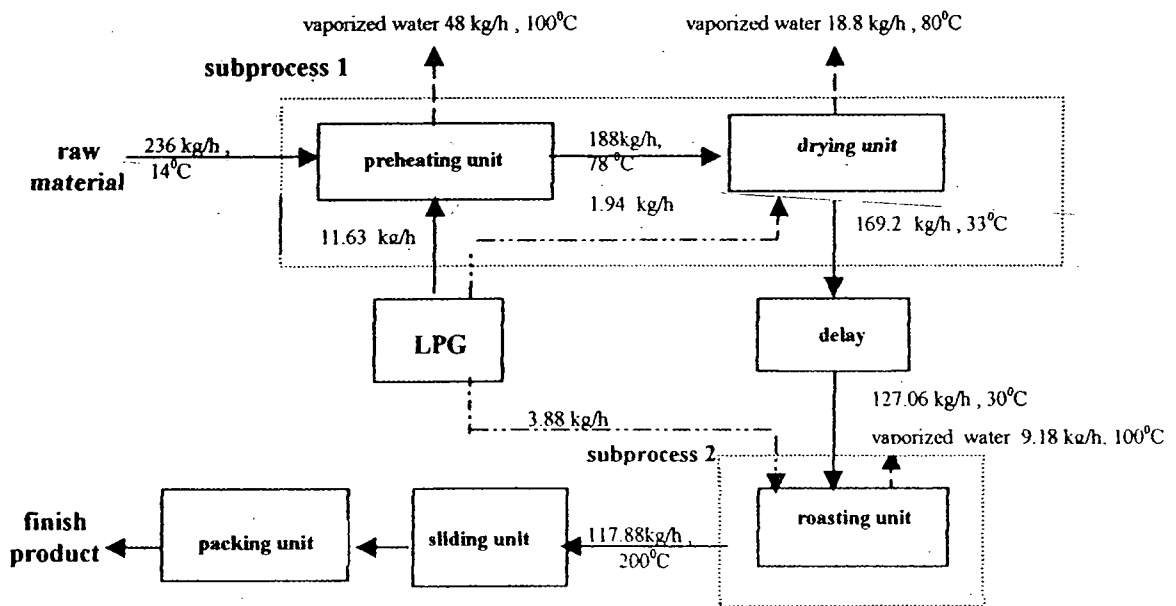 vaporized water 48 kg/h , 100⁰C
vaporized water 18.8 kg/h , 80⁰C
subprocess 1
raw
material
236 kg/h ,
14⁰C
preheating unit
188kg/h,
78⁰C
drying unit
1.94 kg/h
11.63 kg/h
169.2 kg/h , 33⁰C
LPG
delay
127.06 kg/h , 30⁰C
3.88 kg/h
vaporized water 9.18 kg/h, 100⁰C
subprocess 2
roasting unit
117.88kg/h ,
200⁰C
sliding unit
packing unit
finish
product